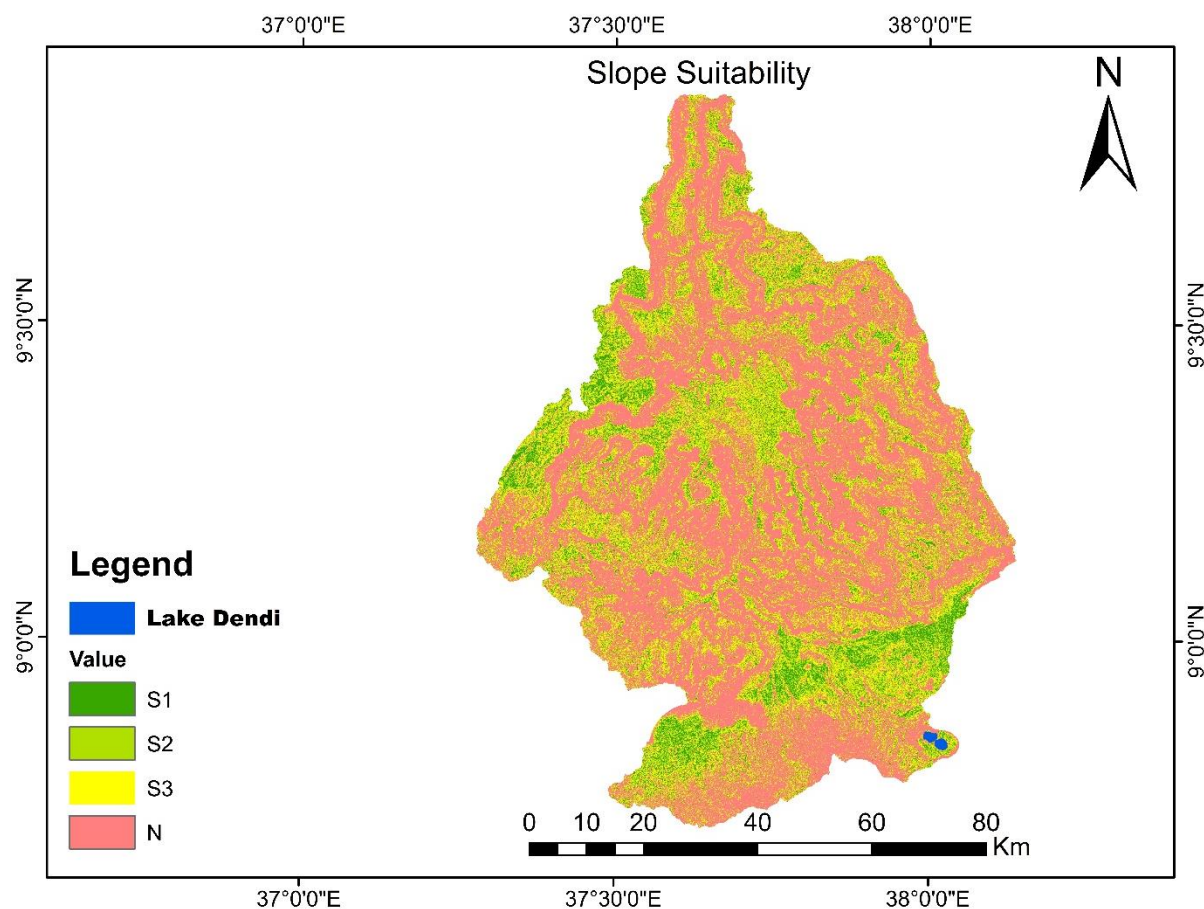 37°0'0"E 37°30'0"E 38°0'0"E
Slope Suitability
N
9°30'0"N 9°30'0"N
9°0'0"N 9°0'0"N
Legend
Lake Dendi
Value
S1
S2
S3
N
0 10 20 40 60 80
Km
37°0'0"E 37°30'0"E 38°0'0"E